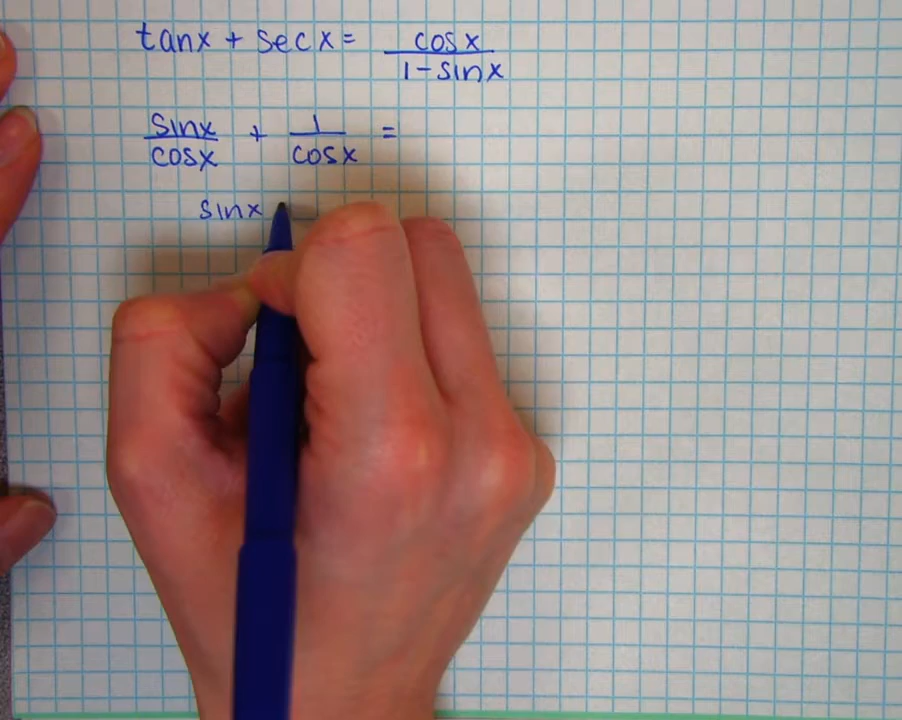 tanx + secx = cosx / 1-sinx
sinx / cosx + 1 / cosx =
sinx